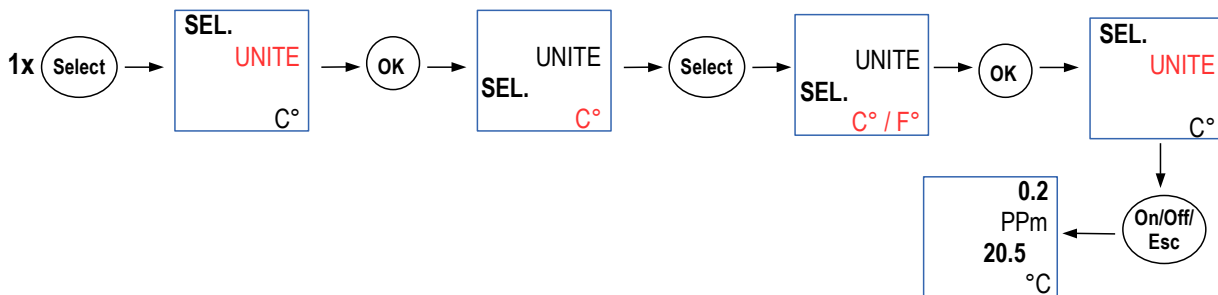 1x
Select
SEL.
UNITE
C°
OK
UNITE
SEL.
C°
Select
UNITE
SEL.
C° / F°
OK
SEL.
UNITE
C°
On/Off/
Esc
0.2
PPm
20.5
°C